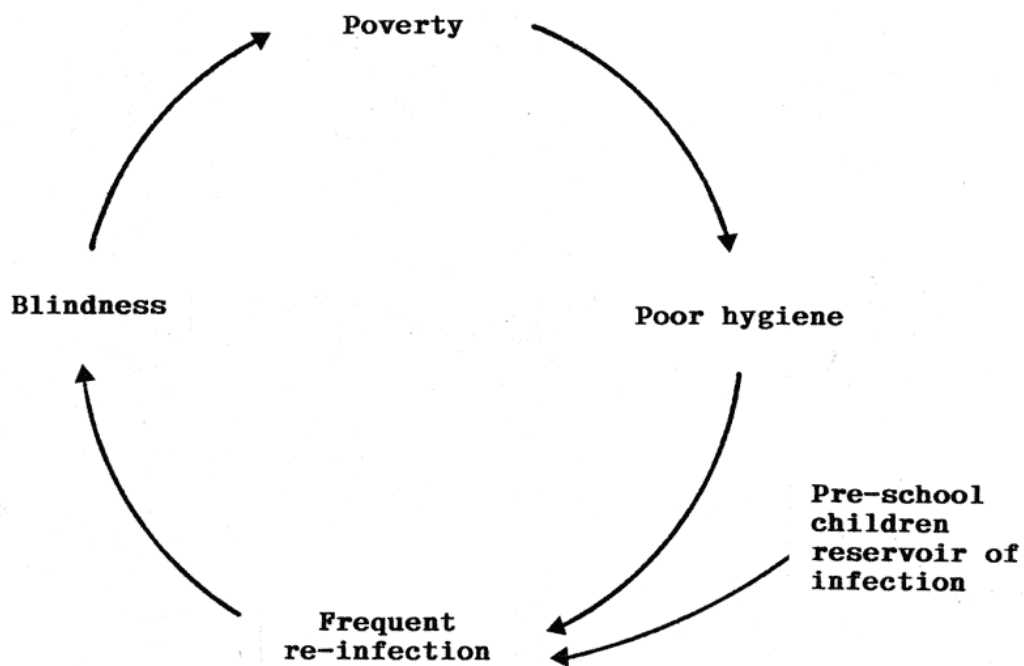 Poverty
Blindness
Poor hygiene
Pre-school
children
reservoir of
infection
Frequent
re-infection